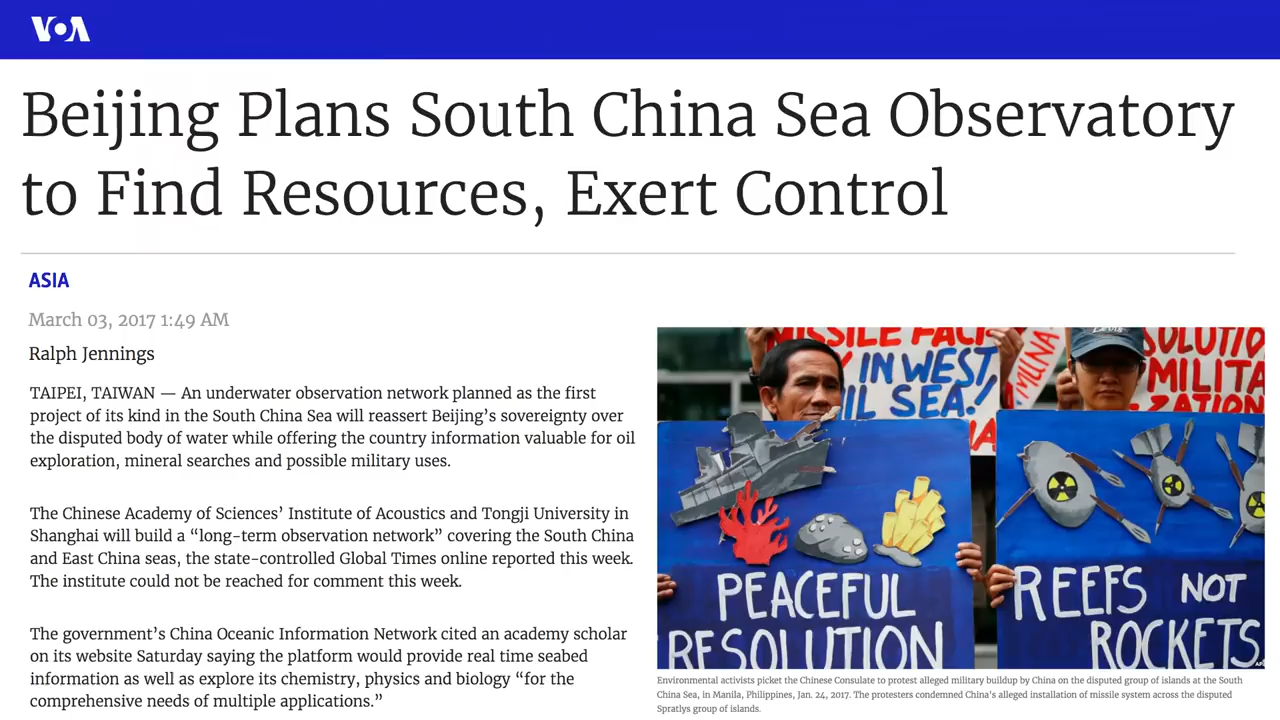 VOA
Beijing Plans South China Sea Observatory
to Find Resources, Exert Control
ASIA
March 03, 2017 1:49 AM
Ralph Jennings
TAIPEI, TAIWAN — An underwater observation network planned as the first
project of its kind in the South China Sea will reassert Beijing’s sovereignty over
the disputed body of water while offering the country information valuable for oil
exploration, mineral searches and possible military uses.
The Chinese Academy of Sciences’ Institute of Acoustics and Tongji University in
Shanghai will build a “long-term observation network” covering the South China
and East China seas, the state-controlled Global Times online reported this week.
The institute could not be reached for comment this week.
The government’s China Oceanic Information Network cited an academy scholar
on its website Saturday saying the platform would provide real time seabed
information as well as explore its chemistry, physics and biology “for the
comprehensive needs of multiple applications.”
MISSILE FACI
Y IN WEST
IL SEA!
NA
MILNA
SOLUTIO
MILITA
ZATION
PEACEFUL
RESOLUTION
REEFS NOT
ROCKETS
AP
Environmental activists picket the Chinese Consulate to protest alleged military buildup by China on the disputed group of islands at the South
China Sea, in Manila, Philippines, Jan. 24, 2017. The protesters condemned China's alleged installation of missile system across the disputed
Spratlys group of islands.